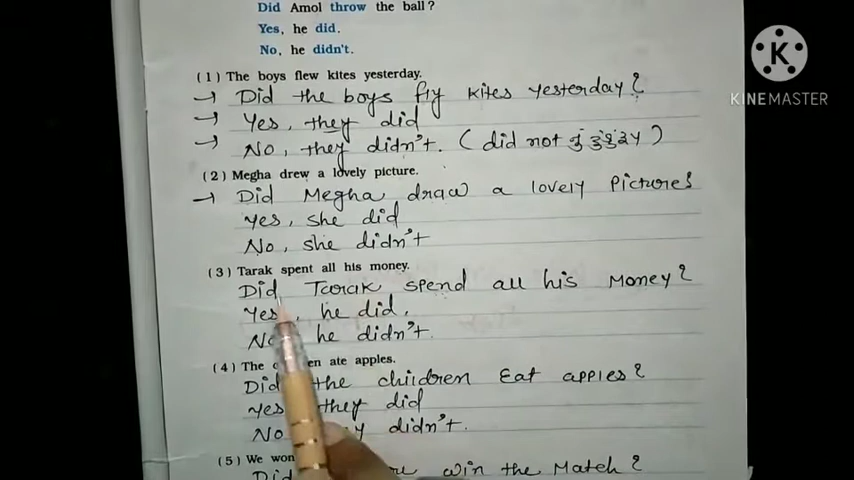 Did Amol throw the ball?
Yes, he did.
No, he didn't.
(1) The boys flew kites yesterday.
→ Did the boys fly kites yesterday?
→ Yes, they did
→ No, they didn't. (did not નું
(2) Megha drew a lovely picture.
→ Did Megha draw a lovely Pictures
Yes, she did
No, she didn't
(3) Tarak spent all his money.
Did Tarak spend all his Money?
Yes, he did.
he didn't.
(4) The ate apples.
Did the children Eat apples?
Yes they did
didn't.
(5) We won
Did win the Match?
K
KINEMASTER